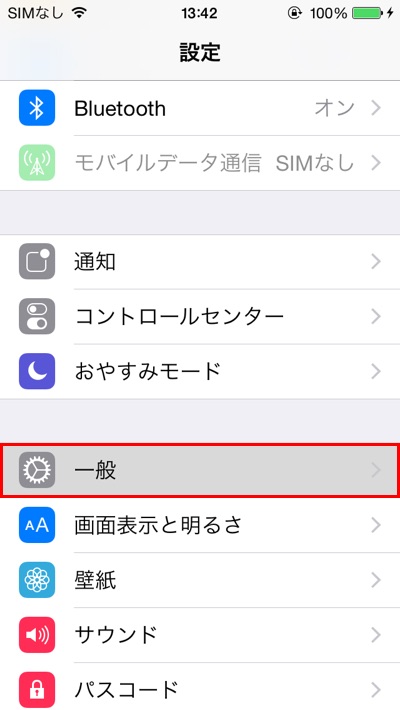 SIMなし 13:42 100%
設定
Bluetooth オン
モバイルデータ通信 SIMなし
通知
コントロールセンター
おやすみモード
一般
AA 画面表示と明るさ
壁紙
サウンド
パスコード